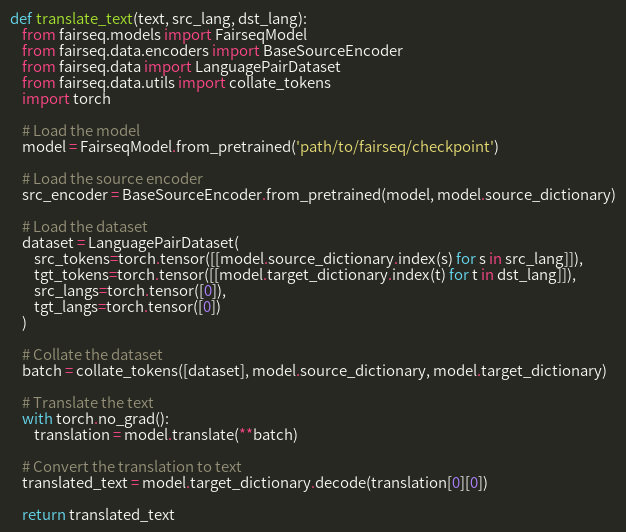 def translate_text(text, src_lang, dst_lang):
    from fairseq.models import FairseqModel
    from fairseq.data.encoders import BaseSourceEncoder
    from fairseq.data import LanguagePairDataset
    from fairseq.data.utils import collate_tokens
    import torch

    # Load the model
    model = FairseqModel.from_pretrained('path/to/fairseq/checkpoint')

    # Load the source encoder
    src_encoder = BaseSourceEncoder.from_pretrained(model, model.source_dictionary)

    # Load the dataset
    dataset = LanguagePairDataset(
        src_tokens=torch.tensor([[model.source_dictionary.index(s) for s in src_lang]]),
        tgt_tokens=torch.tensor([[model.target_dictionary.index(t) for t in dst_lang]]),
        src_langs=torch.tensor([0]),
        tgt_langs=torch.tensor([0])
    )

    # Collate the dataset
    batch = collate_tokens([dataset], model.source_dictionary, model.target_dictionary)

    # Translate the text
    with torch.no_grad():
        translation = model.translate(**batch)

    # Convert the translation to text
    translated_text = model.target_dictionary.decode(translation[0][0])

    return translated_text